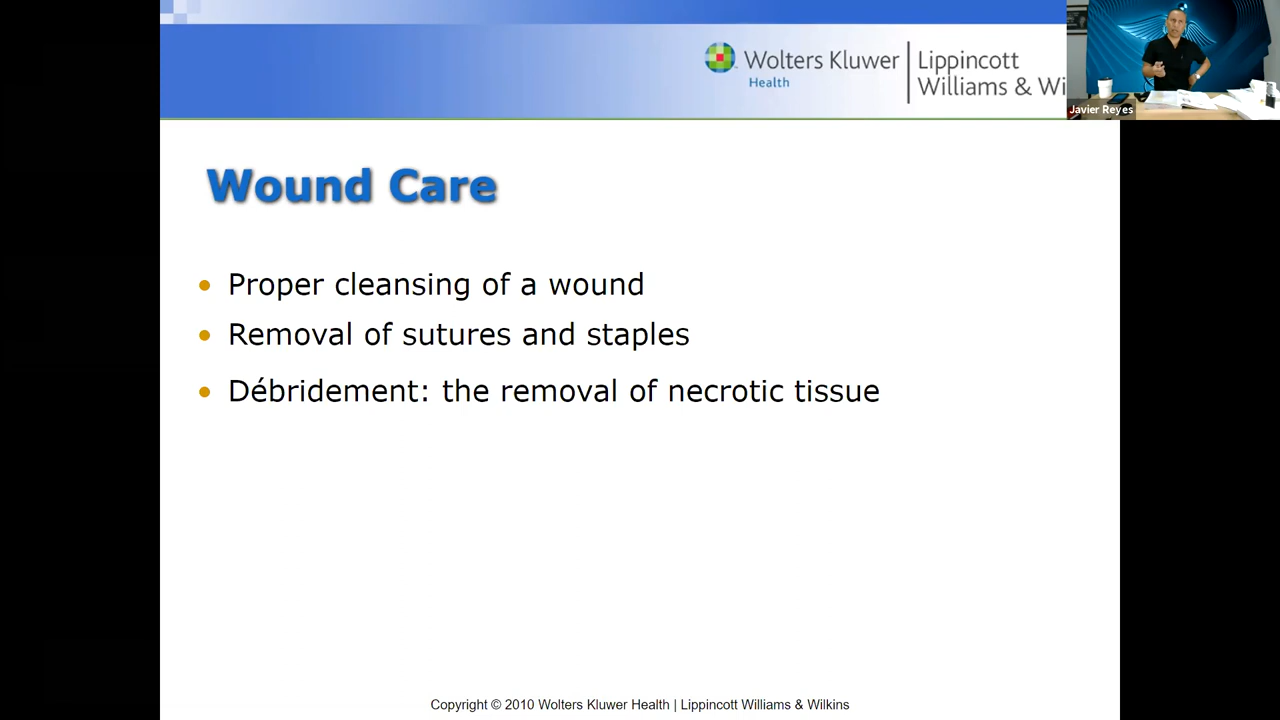 Wolters Kluwer
Health
Lippincott
Williams & Wi
Javier Reyes
Wound Care
• Proper cleansing of a wound
• Removal of sutures and staples
• Débridement: the removal of necrotic tissue
Copyright © 2010 Wolters Kluwer Health | Lippincott Williams & Wilkins